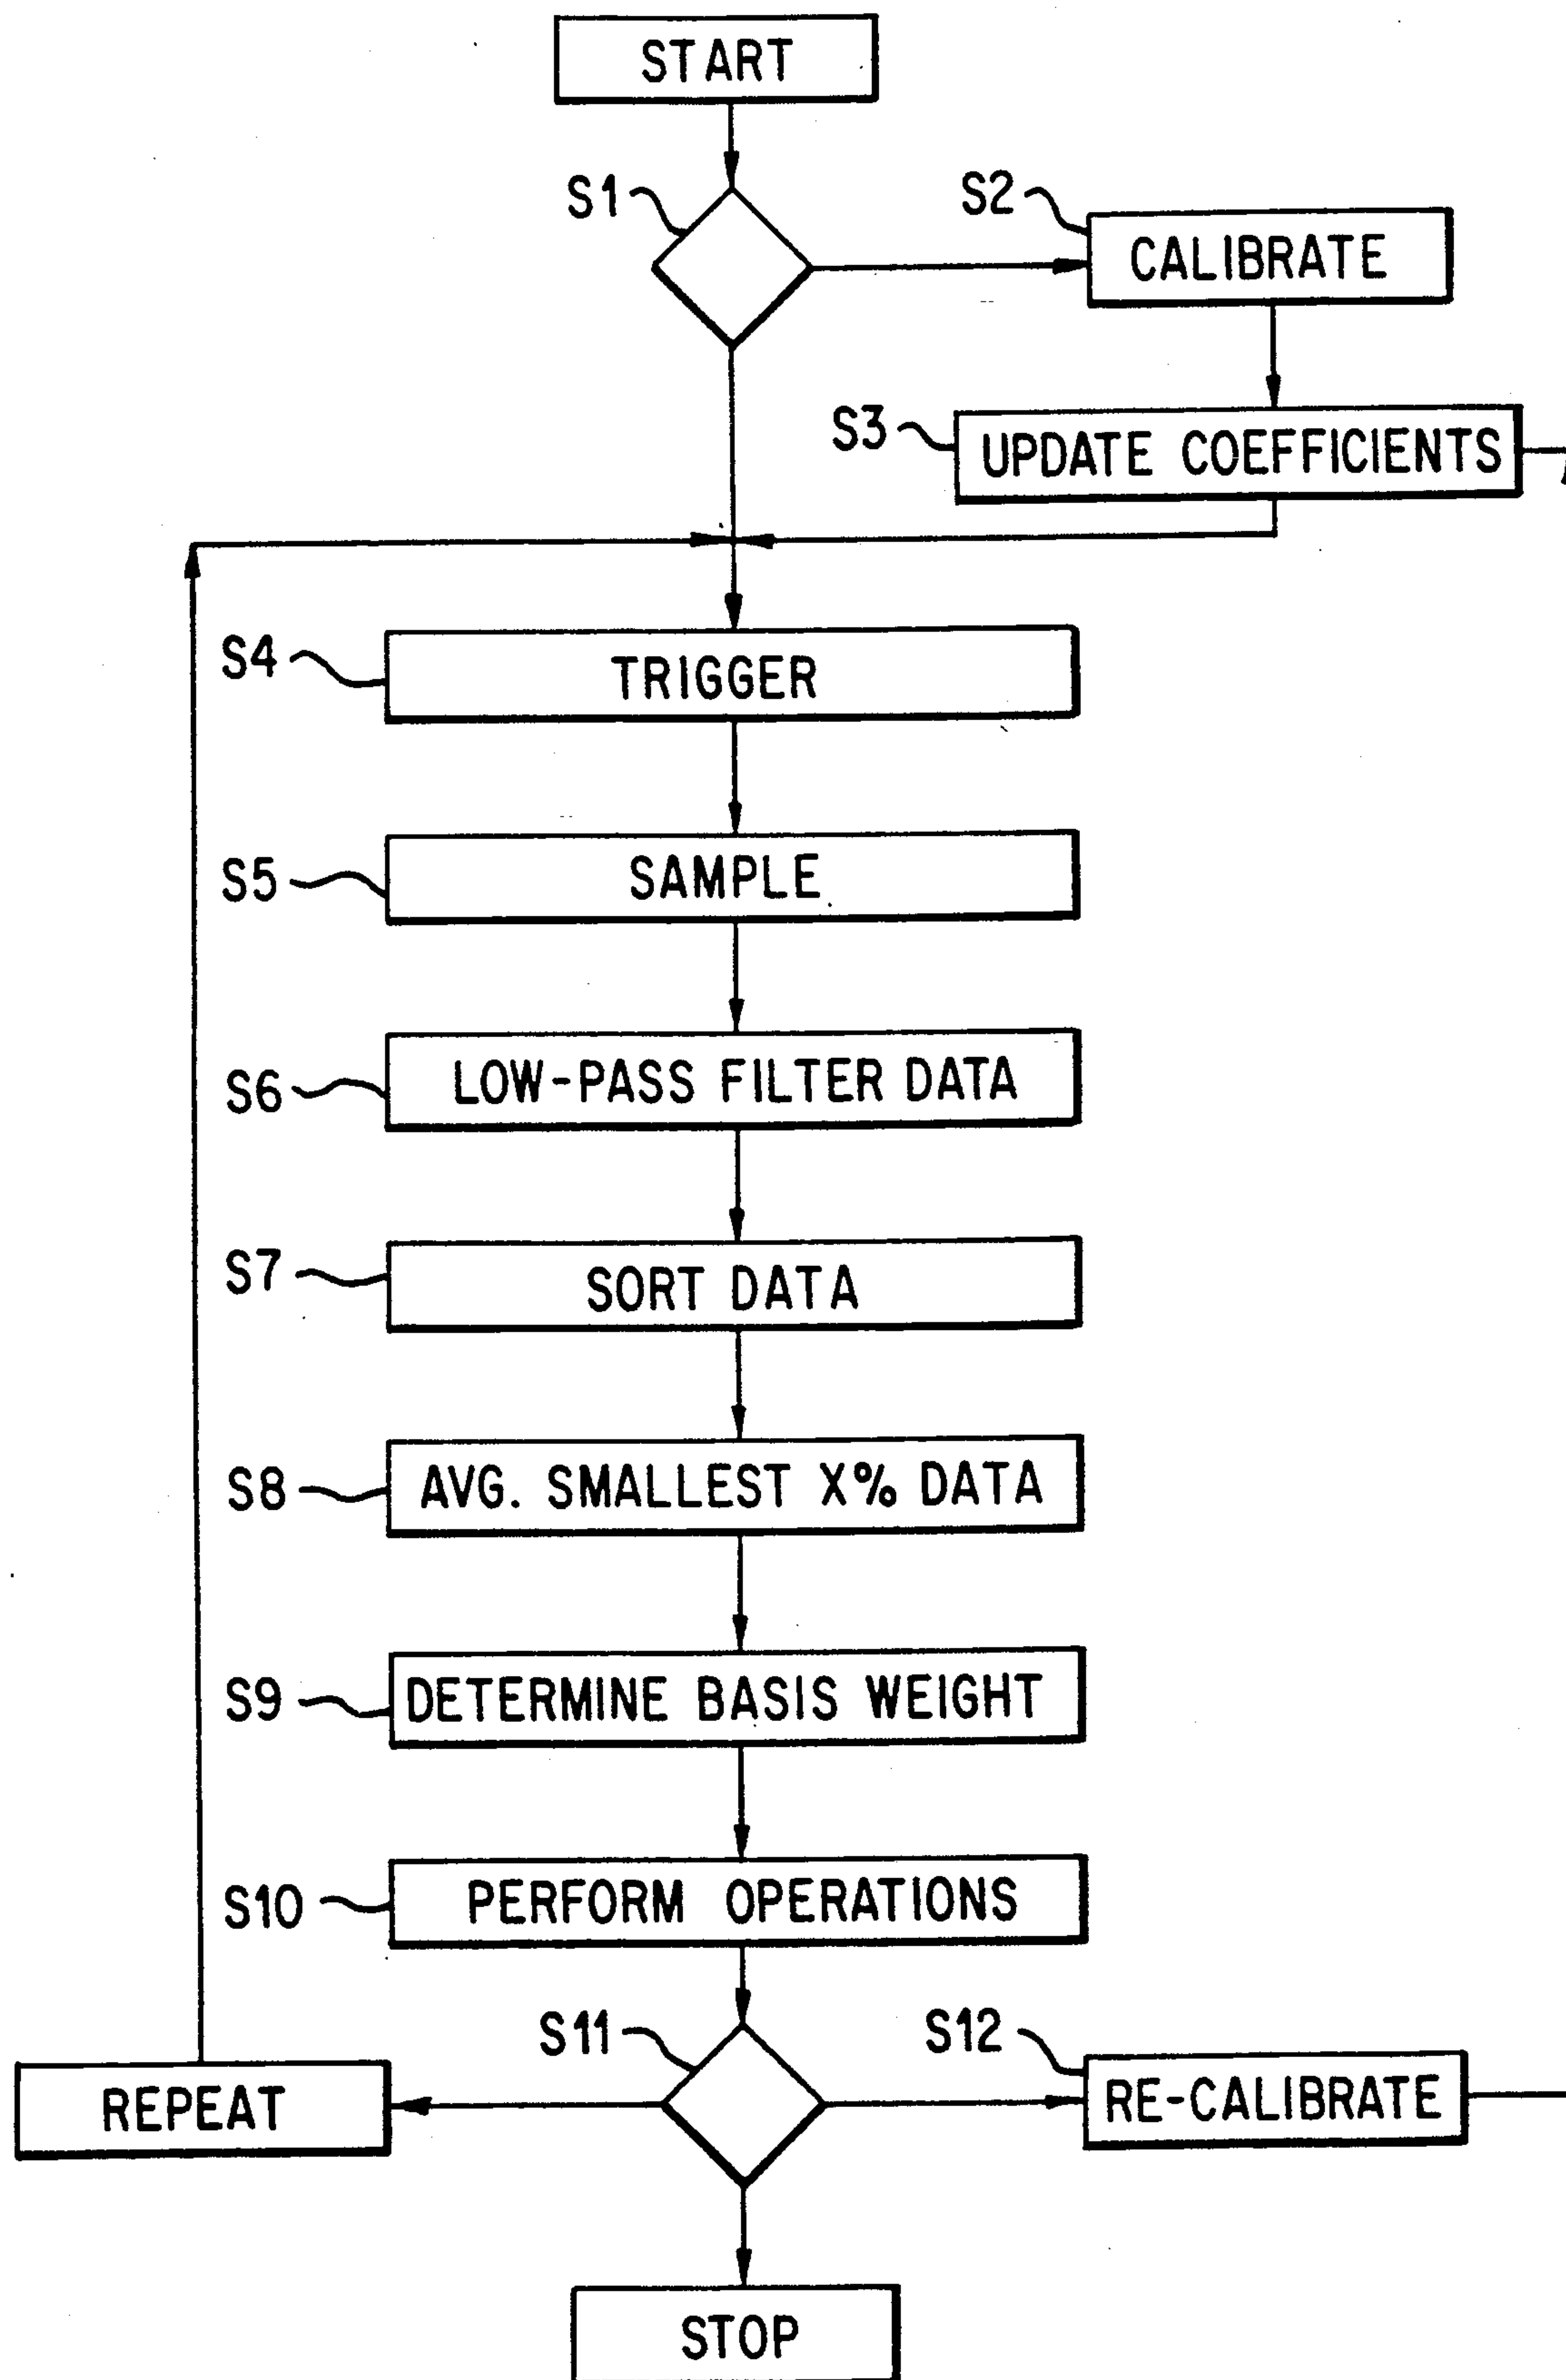 START
S1
S2
CALIBRATE
S3
UPDATE COEFFICIENTS
S4
TRIGGER
S5
SAMPLE
S6
LOW-PASS FILTER DATA
S7
SORT DATA
S8
AVG. SMALLEST X% DATA
S9
DETERMINE BASIS WEIGHT
S10
PERFORM OPERATIONS
S11
S12
REPEAT
RE-CALIBRATE
STOP